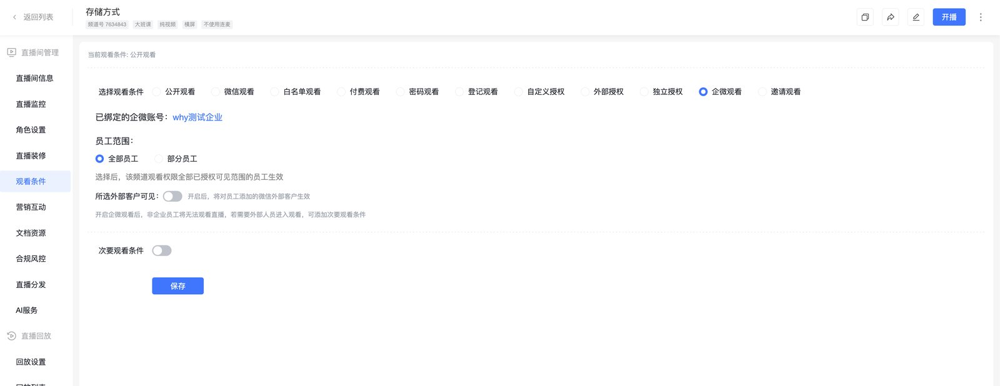 返回列表
存储方式
频道号 7634843 大班课 纯视频 横屏 不使用连麦
开播
直播间管理
直播间信息
直播监控
角色设置
直播装修
观看条件
营销互动
文档资源
合规风控
直播分发
AI服务
直播回放
回放设置
当前观看条件: 公开观看
选择观看条件 公开观看 微信观看 白名单观看 付费观看 密码观看 登记观看 自定义授权 外部授权 独立授权 企微观看 邀请观看
已绑定的企微账号： why测试企业
员工范围：
全部员工 部分员工
选择后，该频道观看权限全部已授权可见范围的员工生效
所选外部客户可见： 开启后，将对员工添加的微信外部客户生效
开启企微观看后，非企业员工将无法观看直播，若需要外部人员进入观看，可添加次要观看条件
次要观看条件
保存